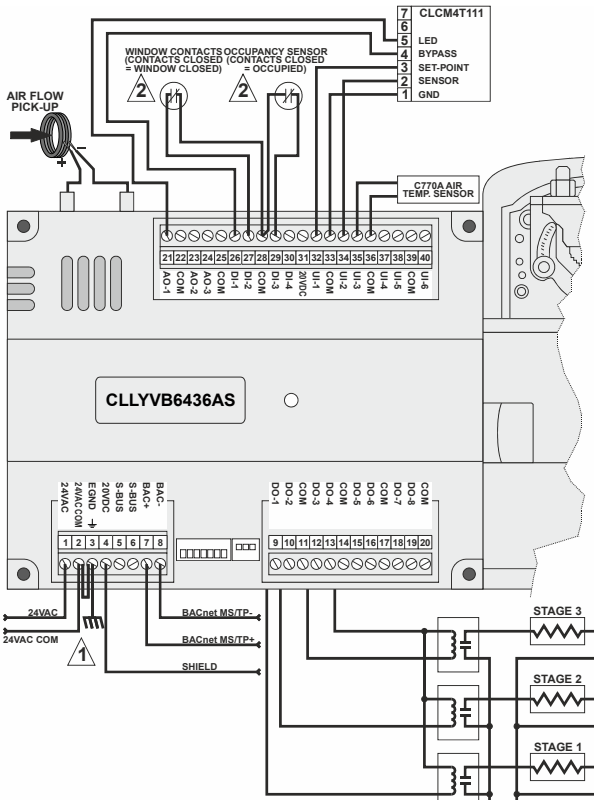 7 CLCM4T111
6
5 LED
4 BYPASS
3 SET-POINT
2 SENSOR
1 GND
WINDOW CONTACTS
(CONTACTS CLOSED
= WINDOW CLOSED)
2
OCCUPANCY SENSOR
(CONTACTS CLOSED
= OCCUPIED)
2
AIR FLOW
PICK-UP
+ -
C770A AIR
TEMP. SENSOR
21 22 23 24 25 26 27 28 29 30 31 32 33 34 35 36 37 38 39 40
AO-1 COM AO-2 AO-3 COM DI-1 DI-2 COM DI-3 DI-4 20VDC UI-1 COM UI-2 UI-3 COM UI-4 UI-5 COM UI-6
CLLYVB6436AS
24VAC 24VAC COM EGND 20VDC S-BUS S-BUS BAC+ BAC-
1 2 3 4 5 6 7 8
DO-1 DO-2 COM DO-3 DO-4 COM DO-5 DO-6 COM DO-7 DO-8 COM
9 10 11 12 13 14 15 16 17 18 19 20
24VAC
24VAC COM
1
BACnet MS/TP-
BACnet MS/TP+
SHIELD
STAGE 3
STAGE 2
STAGE 1